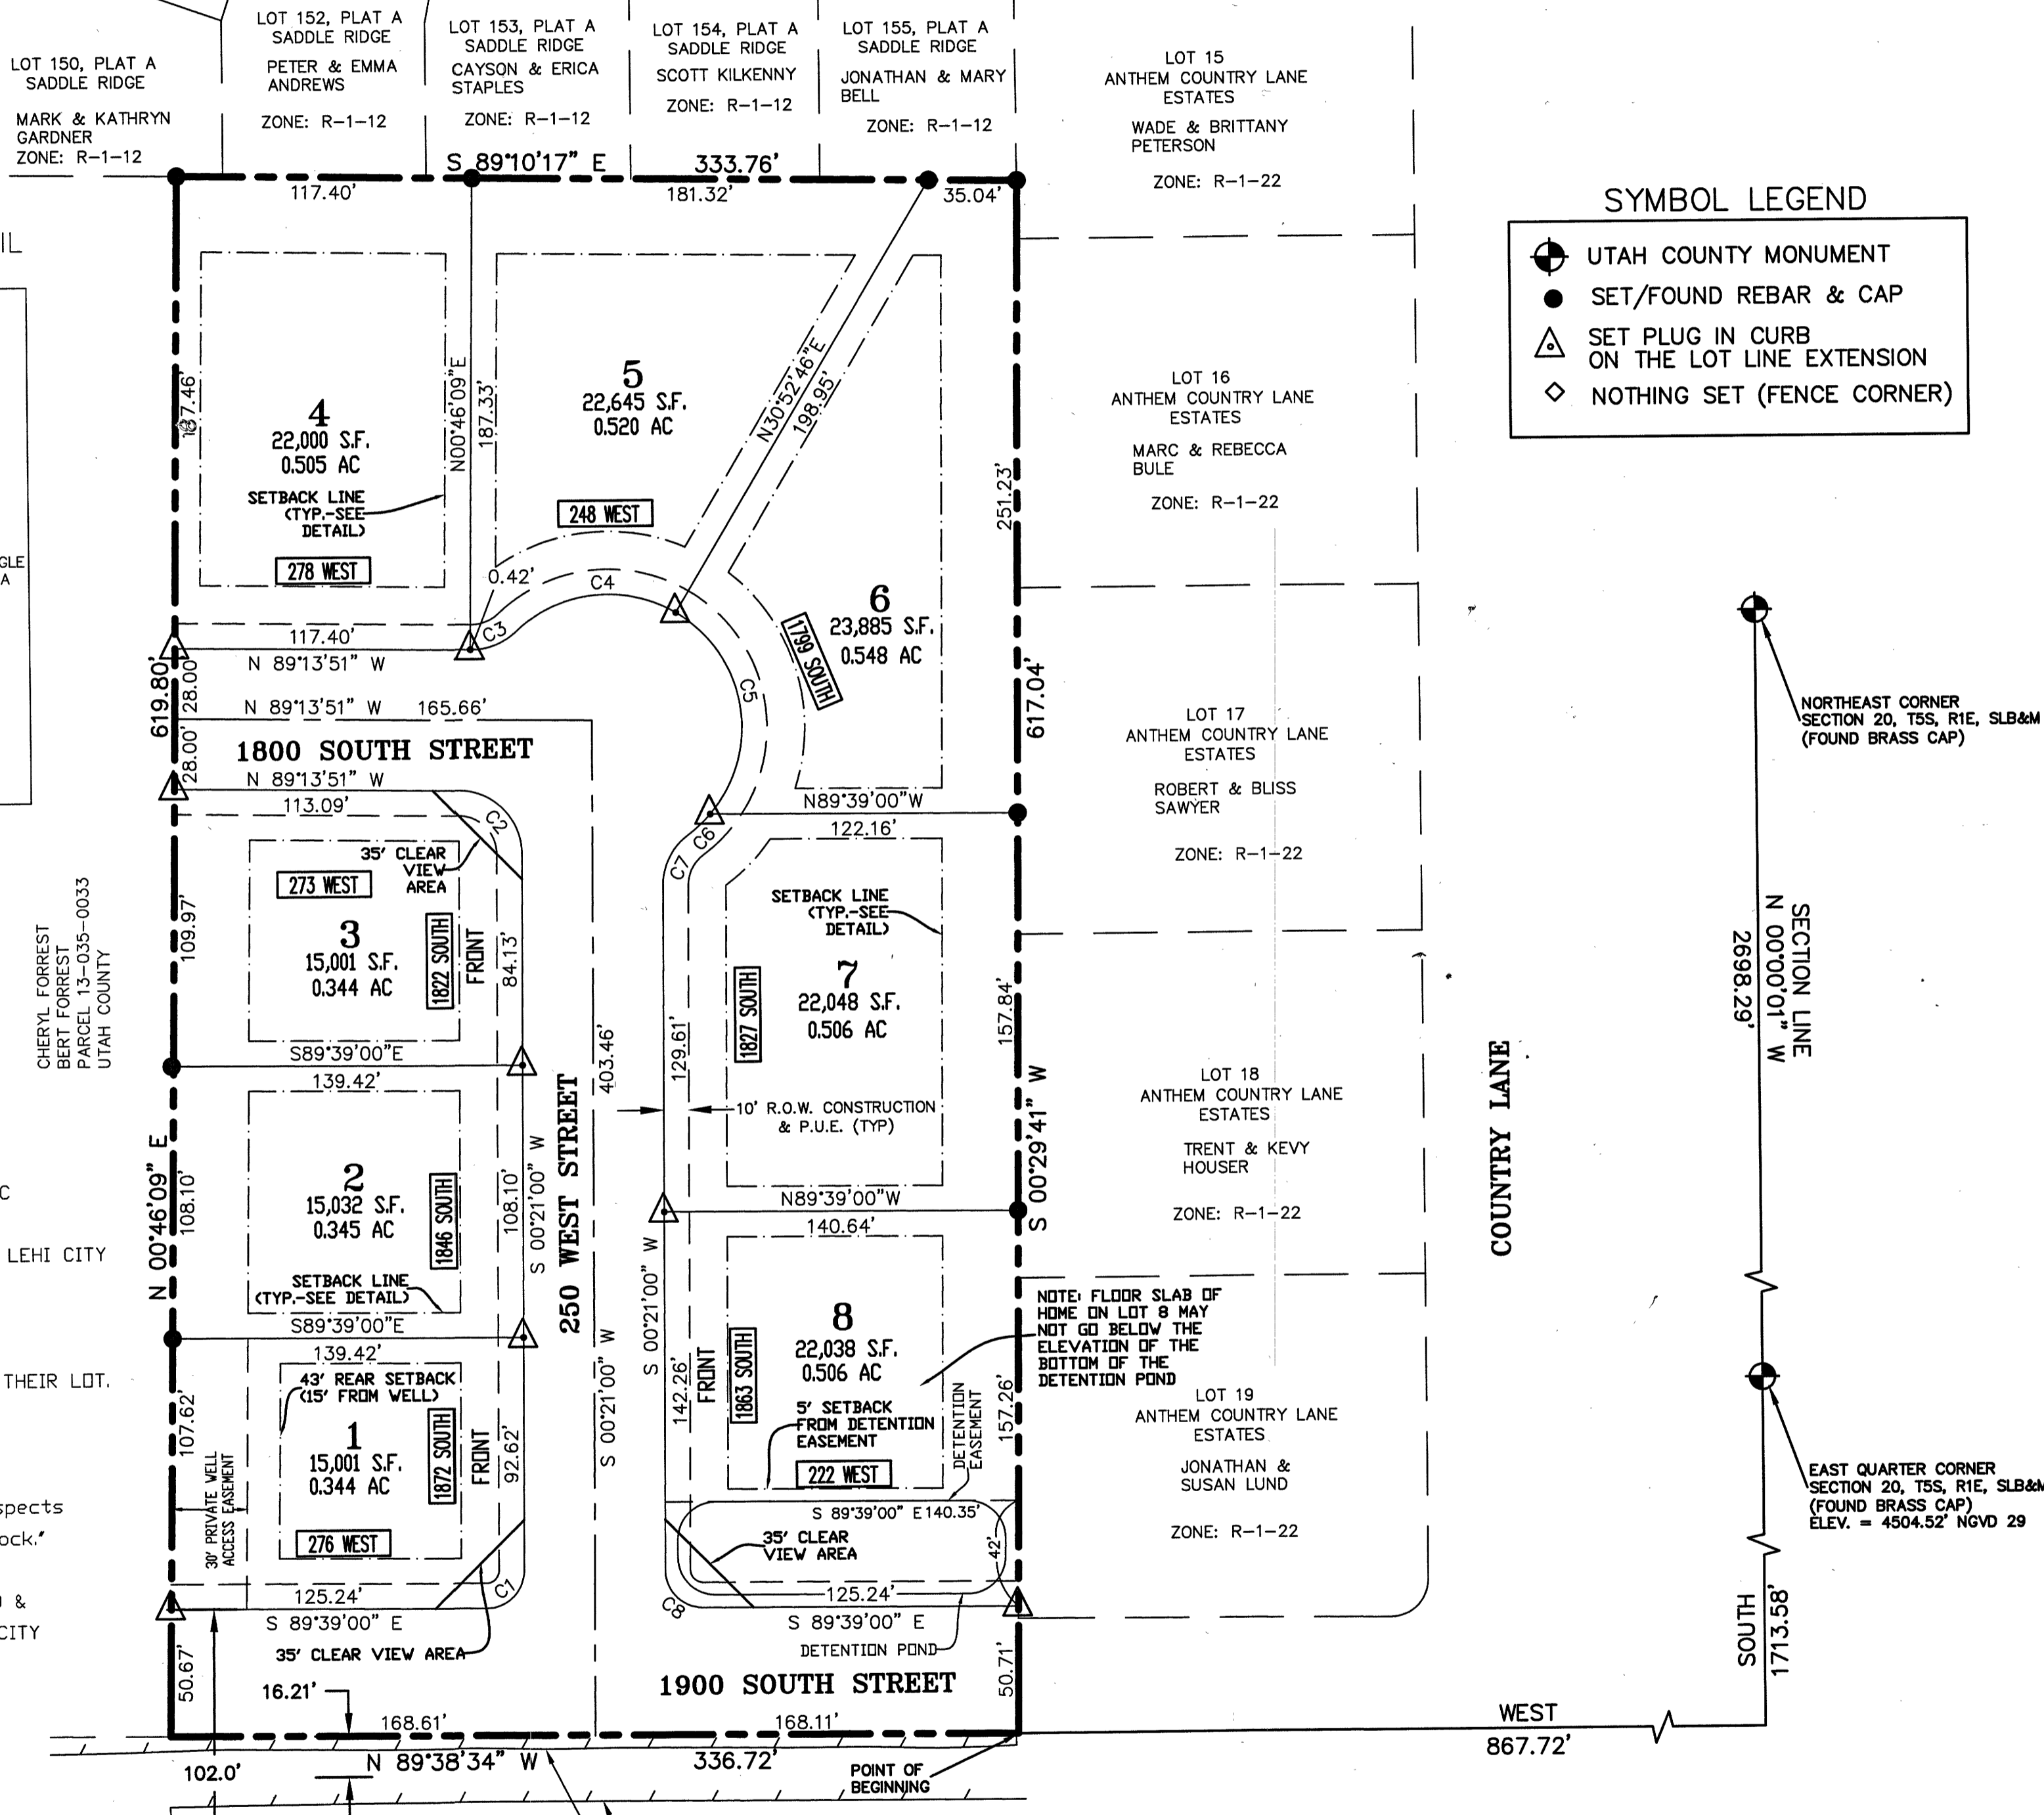 LOT 150, PLAT A
SADDLE RIDGE
MARK & KATHRYN
GARDNER
ZONE: R-1-12
LOT 152, PLAT A
SADDLE RIDGE
PETER & EMMA
ANDREWS
ZONE: R-1-12
LOT 153, PLAT A
SADDLE RIDGE
CAYSON & ERICA
STAPLES
ZONE: R-1-12
LOT 154, PLAT A
SADDLE RIDGE
SCOTT KILKENNY
ZONE: R-1-12
LOT 155, PLAT A
SADDLE RIDGE
JONATHAN & MARY
BELL
ZONE: R-1-12
LOT 15
ANTHEM COUNTRY LANE
ESTATES
WADE & BRITTANY
PETERSON
ZONE: R-1-22
SYMBOL LEGEND
UTAH COUNTY MONUMENT
SET/FOUND REBAR & CAP
SET PLUG IN CURB
ON THE LOT LINE EXTENSION
NOTHING SET (FENCE CORNER)
S 89°10'17" E 333.76'
117.40'
181.32'
35.04'
IL
187.46'
4
22,000 S.F.
0.505 AC
SETBACK LINE
(TYP.-SEE
DETAIL)
278 WEST
N00°46'09"E
187.33'
5
22,645 S.F.
0.520 AC
248 WEST
N30°52'46"E
198.95'
251.23'
6
23,885 S.F.
0.548 AC
1799 SOUTH
LOT 16
ANTHEM COUNTRY LANE
ESTATES
MARC & REBECCA
BULE
ZONE: R-1-22
GLE
A
0.42'
C3
C4
C5
117.40'
N 89°13'51" W
619.80'
28.00'
28.00'
N 89°13'51" W 165.66'
1800 SOUTH STREET
N 89°13'51" W
113.09'
C2
617.04'
N89°39'00"W
122.16'
C6
C7
LOT 17
ANTHEM COUNTRY LANE
ESTATES
ROBERT & BLISS
SAWYER
ZONE: R-1-22
NORTHEAST CORNER
SECTION 20, T5S, R1E, SLB&M
(FOUND BRASS CAP)
35' CLEAR
VIEW
AREA
273 WEST
3
15,001 S.F.
0.344 AC
1822 SOUTH
FRONT
84.13'
109.97'
CHERYL FORREST
BERT FORREST
PARCEL 13-035-0033
UTAH COUNTY
S89°39'00"E
139.42'
SETBACK LINE
(TYP.-SEE
DETAIL)
7
22,048 S.F.
0.506 AC
1827 SOUTH
129.61'
403.46'
157.84'
10' R.O.W. CONSTRUCTION
& P.U.E. (TYP)
SECTION LINE
N 00°00'01" W
2698.29'
COUNTRY LANE
LOT 18
ANTHEM COUNTRY LANE
ESTATES
TRENT & KEVY
HOUSER
ZONE: R-1-22
N 00°46'09" E
108.10'
2
15,032 S.F.
0.345 AC
1846 SOUTH
108.10'
S 00°21'00" W
250 WEST STREET
SETBACK LINE
(TYP.-SEE DETAIL)
S89°39'00"E
139.42'
N89°39'00"W
140.64'
S 00°29'41" W
S 00°21'00" W
S 00°21'00" W
C
LEHI CITY
THEIR LOT.
spects
ock."
&
CITY
43' REAR SETBACK
(15' FROM WELL)
1
15,001 S.F.
0.344 AC
1872 SOUTH
FRONT
92.62'
107.62'
30' PRIVATE WELL
ACCESS EASEMENT
276 WEST
125.24'
S 89°39'00" E
C1
35' CLEAR VIEW AREA
8
22,038 S.F.
0.506 AC
1863 SOUTH
FRONT
142.26'
5' SETBACK
FROM DETENTION
EASEMENT
222 WEST
DETENTION
EASEMENT
157.26'
NOTE: FLOOR SLAB OF
HOME ON LOT 8 MAY
NOT GO BELOW THE
ELEVATION OF THE
BOTTOM OF THE
DETENTION POND
LOT 19
ANTHEM COUNTRY LANE
ESTATES
JONATHAN &
SUSAN LUND
ZONE: R-1-22
EAST QUARTER CORNER
SECTION 20, T5S, R1E, SLB&M
(FOUND BRASS CAP)
ELEV. = 4504.52' NGVD 29
S 89°39'00" E 140.35'
35' CLEAR
VIEW AREA
42'
125.24'
C8
S 89°39'00" E
DETENTION POND
SOUTH
1713.58'
50.67'
50.71'
1900 SOUTH STREET
16.21'
168.61'
168.11'
N 89°38'34" W 336.72'
102.0'
POINT OF
BEGINNING
WEST
867.72'